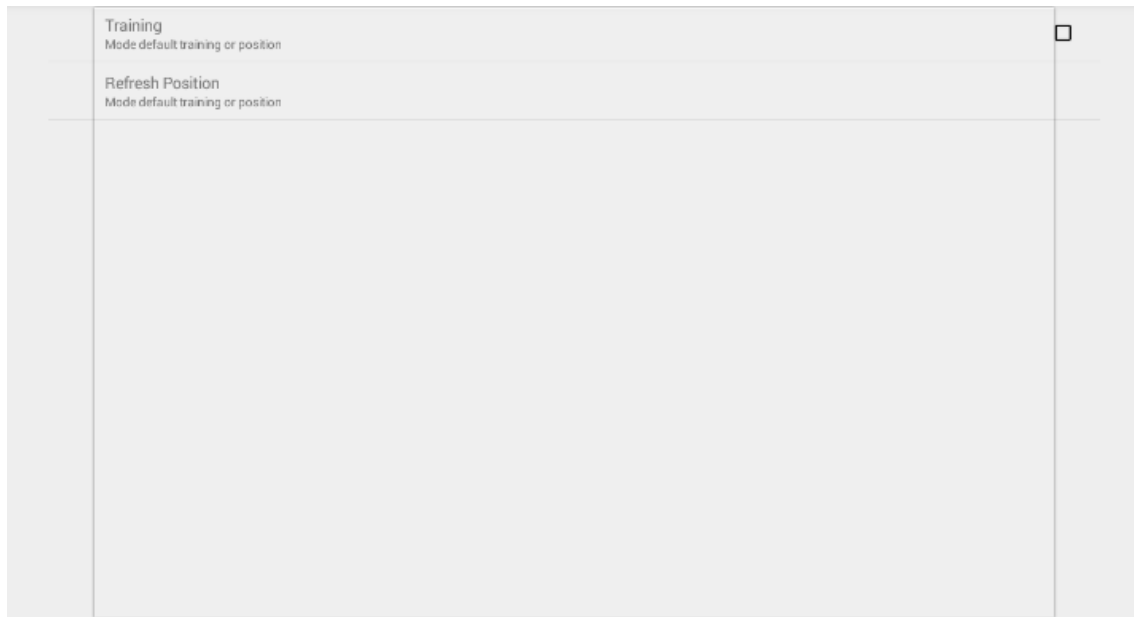 Training
Mode default training or position
Refresh Position
Mode default training or position